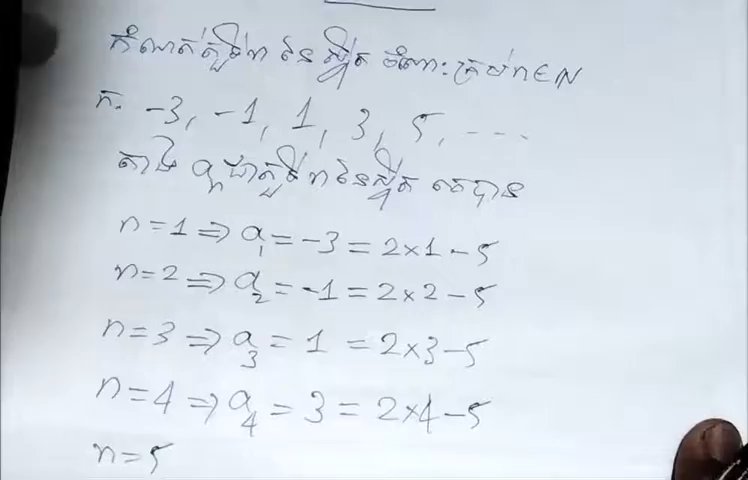 កំណត់តួទី n នៃស្វ៊ីត ចំពោះគ្រប់ n∈N
ក. -3, -1, 1, 3, 5, ...
តាង aₙ ជាតួទី n នៃស្វ៊ីត គេបាន
n=1 ⇒ a₁ = -3 = 2×1-5
n=2 ⇒ a₂ = -1 = 2×2-5
n=3 ⇒ a₃ = 1 = 2×3-5
n=4 ⇒ a₄ = 3 = 2×4-5
n=5